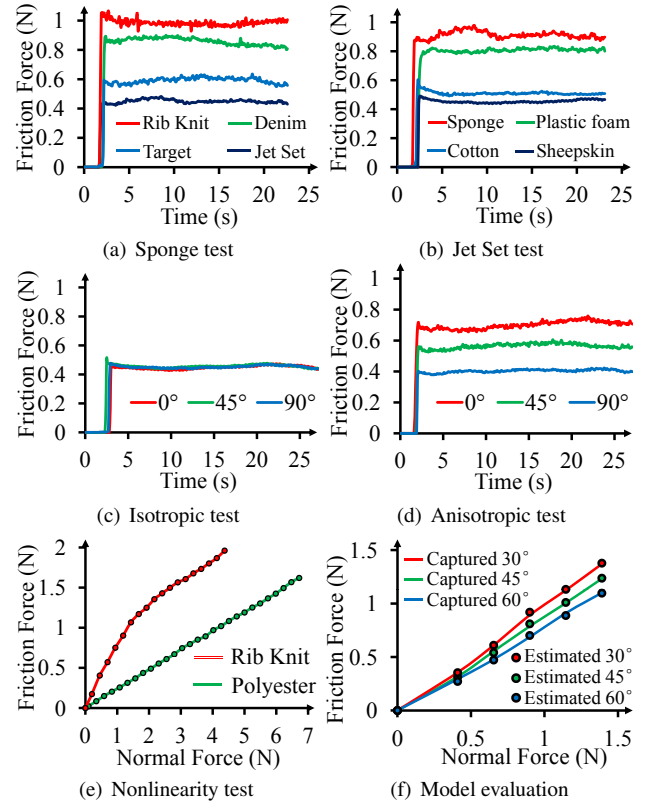 Friction Force (N)
1
0.8
0.6
0.4
0.2
0
Rib Knit
Denim
Target
Jet Set
0 5 10 15 20 25
Time (s)
(a) Sponge test
Friction Force (N)
1
0.8
0.6
0.4
0.2
0
Sponge
Plastic foam
Cotton
Sheepskin
0 5 10 15 20 25
Time (s)
(b) Jet Set test
Friction Force (N)
1
0.8
0.6
0.4
0.2
0
0° 45° 90°
0 5 10 15 20 25
Time (s)
(c) Isotropic test
Friction Force (N)
1
0.8
0.6
0.4
0.2
0
0° 45° 90°
0 5 10 15 20 25
Time (s)
(d) Anisotropic test
Friction Force (N)
2
1.5
1
0.5
0
Rib Knit
Polyester
0 1 2 3 4 5 6 7
Normal Force (N)
(e) Nonlinearity test
Friction Force (N)
1.5
1
0.5
0
Captured 30°
Captured 45°
Captured 60°
Estimated 30°
Estimated 45°
Estimated 60°
0 0.5 1 1.5
Normal Force (N)
(f) Model evaluation